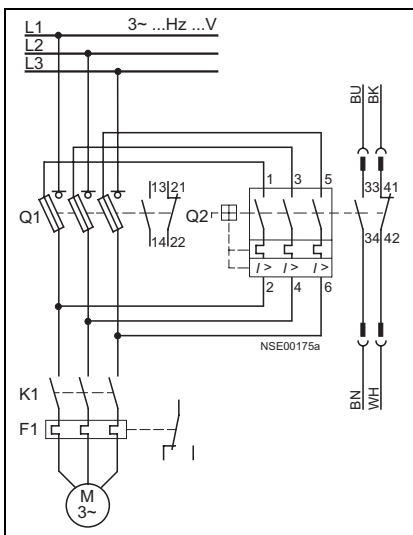 L1 3~ ...Hz ...V
L2
L3
BU BK
1 3 5
13 21 33 41
Q1 Q2
14 22 34 42
I > I > I >
2 4 6
NSE00175a
K1
BN WH
F1
M
3~